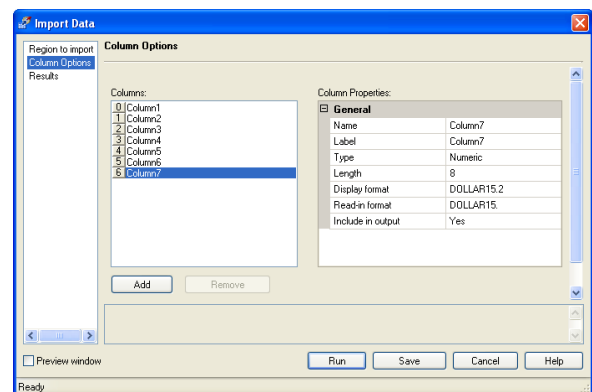 Import Data
Region to import
Column Options
Results
Column Options
Columns:
0 Column1
1 Column2
2 Column3
3 Column4
4 Column5
5 Column6
6 Column7
Add
Remove
Column Properties:
General
Name Column7
Label Column7
Type Numeric
Length 8
Display format DOLLAR15.2
Read-in format DOLLAR15.
Include in output Yes
Preview window
Run
Save
Cancel
Help
Ready